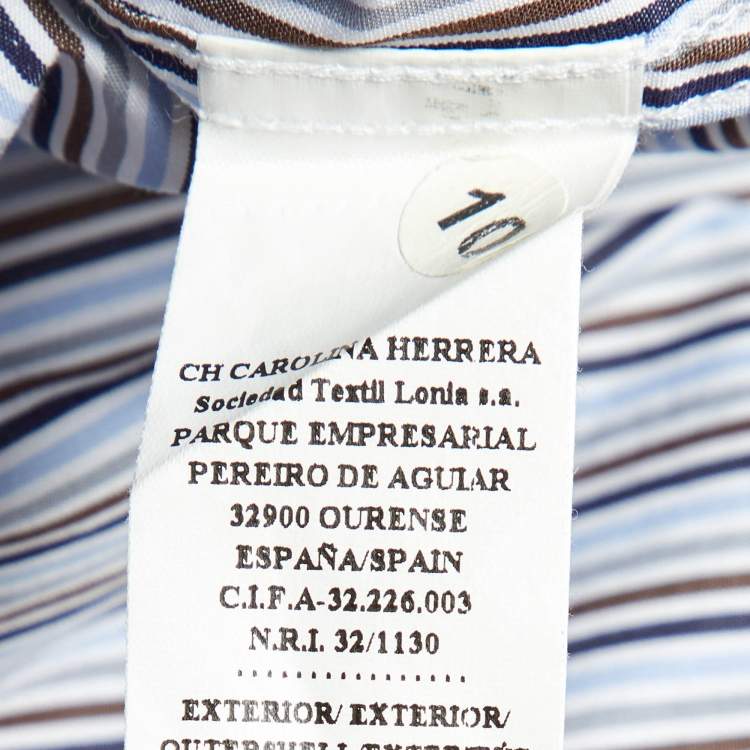 10
CH CAROLINA HERRERA
Sociedad Textil Lonia s.a.
PARQUE EMPRESARIAL
PEREIRO DE AGUIAR
32900 OURENSE
ESPAÑA/SPAIN
C.I.F.A-32.226.003
N.R.I. 32/1130
................
EXTERIOR/ EXTERIOR/